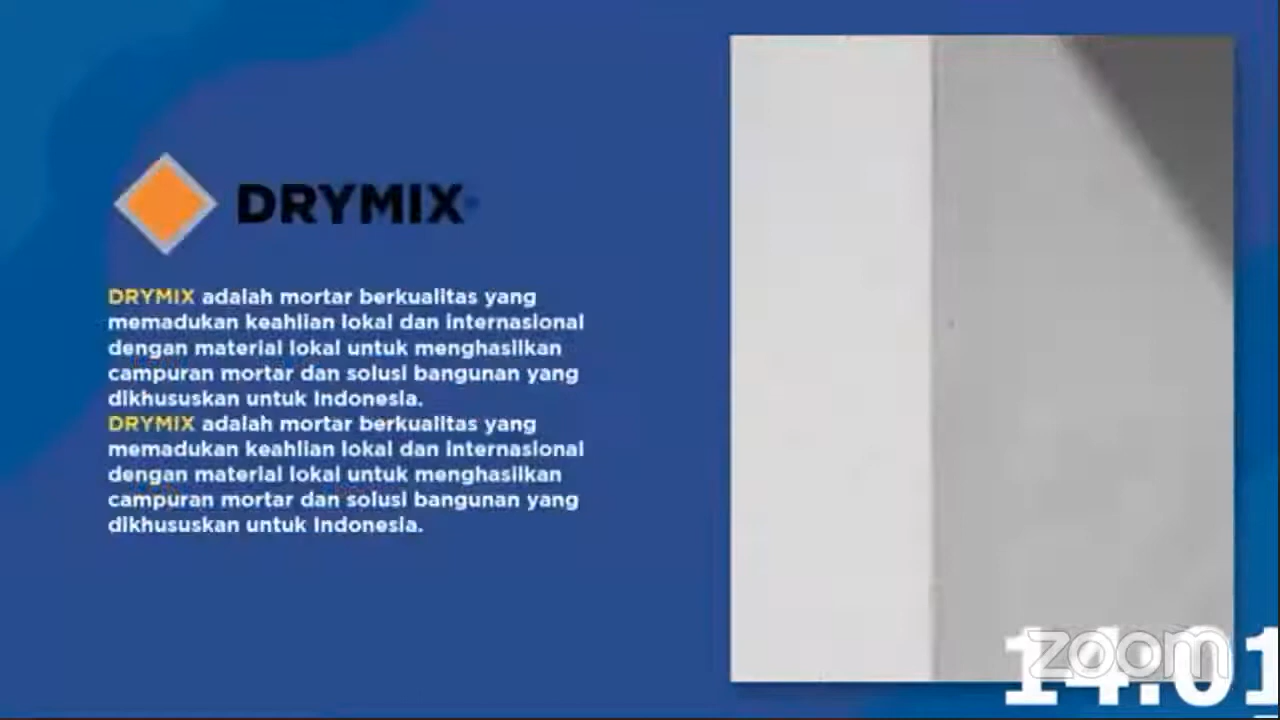 DRYMIX
DRYMIX adalah mortar berkualitas yang
memadukan keahlian lokal dan internasional
dengan material lokal untuk menghasilkan
campuran mortar dan solusi bangunan yang
dikhususkan untuk Indonesia.
DRYMIX adalah mortar berkualitas yang
memadukan keahlian lokal dan internasional
dengan material lokal untuk menghasilkan
campuran mortar dan solusi bangunan yang
dikhususkan untuk Indonesia.
zoom
14:01